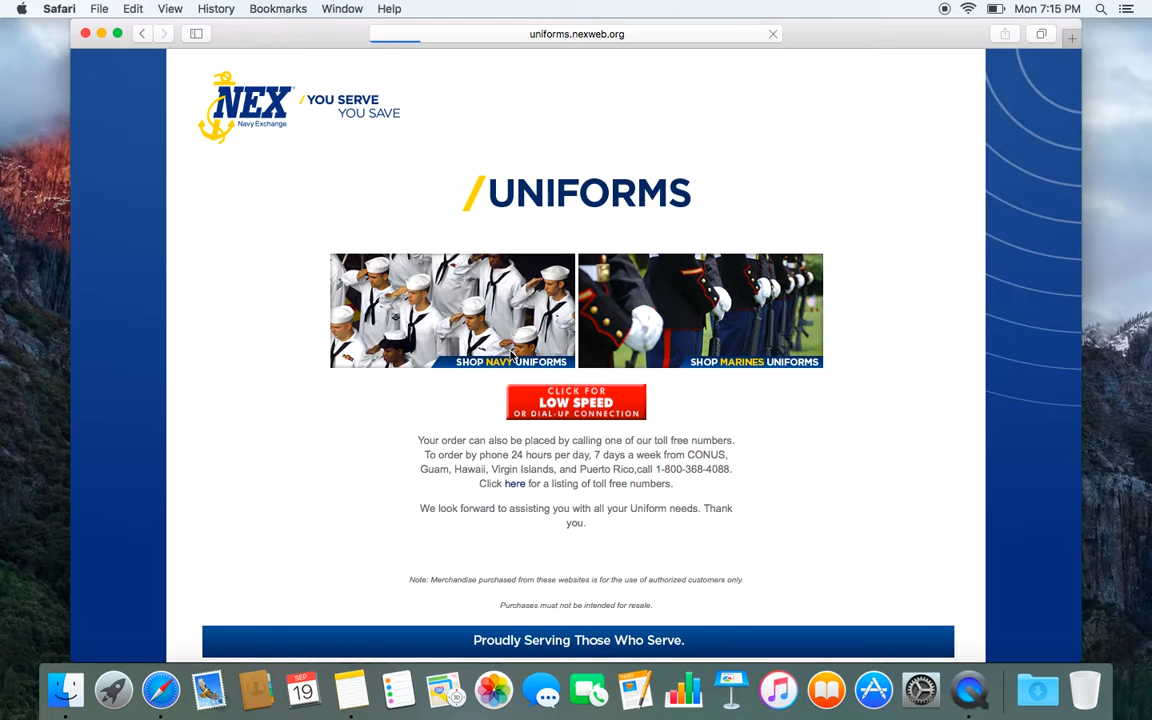 Safari File Edit View History Bookmarks Window Help Mon 7:15 PM
uniforms.nexweb.org
NEX /YOU SERVE
YOU SAVE
Navy Exchange
/UNIFORMS
SHOP NAVY UNIFORMS SHOP MARINES UNIFORMS
CLICK FOR
LOW SPEED
OR DIAL-UP CONNECTION
Your order can also be placed by calling one of our toll free numbers.
To order by phone 24 hours per day, 7 days a week from CONUS,
Guam, Hawaii, Virgin Islands, and Puerto Rico,call 1-800-368-4088.
Click here for a listing of toll free numbers.
We look forward to assisting you with all your Uniform needs. Thank
you.
Note: Merchandise purchased from these websites is for the use of authorized customers only.
Purchases must not be intended for resale.
Proudly Serving Those Who Serve.
SEP
19